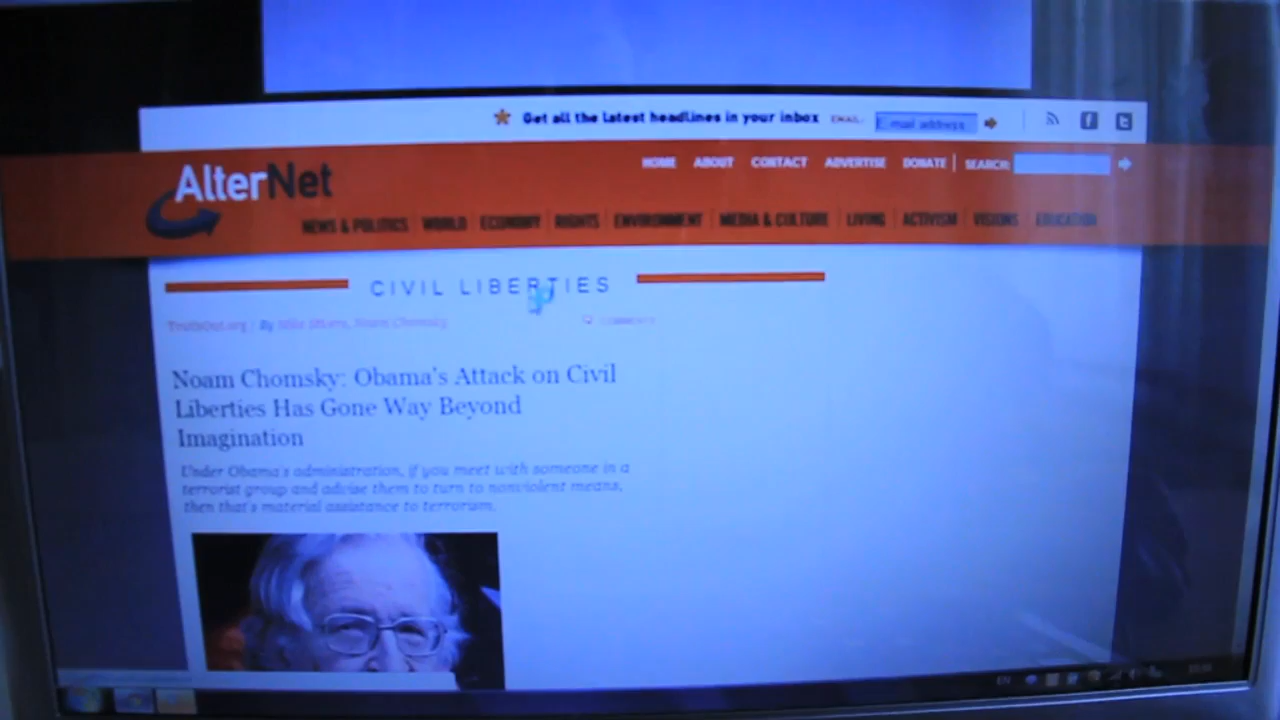 Get all the latest headlines in your inbox EMAIL: E-mail address
HOME ABOUT CONTACT ADVERTISE DONATE SEARCH:
AlterNet
NEWS & POLITICS WORLD ECONOMY RIGHTS ENVIRONMENT MEDIA & CULTURE LIVING ACTIVISM VISIONS EDUCATION
CIVIL LIBERTIES
TruthOut.org / By Noam Chomsky COMMENTS
Noam Chomsky: Obama's Attack on Civil
Liberties Has Gone Way Beyond
Imagination
Under Obama's administration, if you meet with someone in a
terrorist group and advise them to turn to nonviolent means,
then that's material assistance to terrorism.
EN